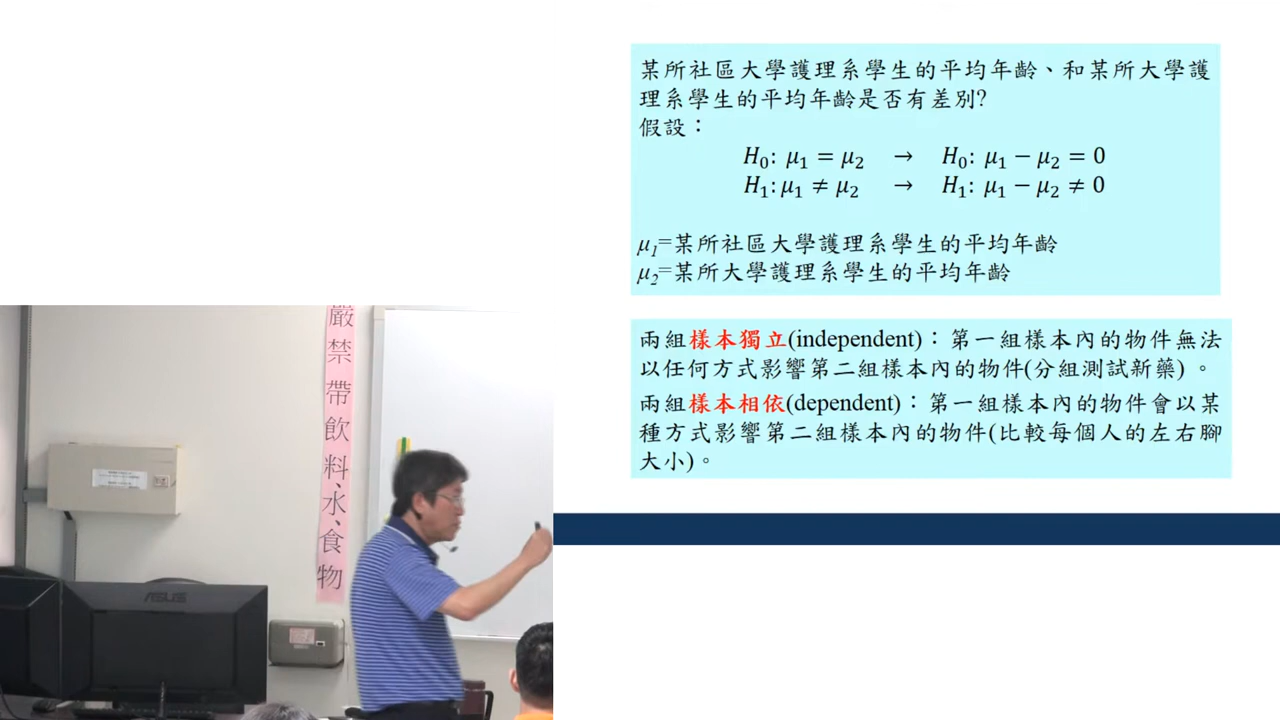 某所社區大學護理系學生的平均年齡、和某所大學護
理系學生的平均年齡是否有差別?
假設：
H₀: μ₁ = μ₂ → H₀: μ₁ − μ₂ = 0
H₁: μ₁ ≠ μ₂ → H₁: μ₁ − μ₂ ≠ 0
μ₁=某所社區大學護理系學生的平均年齡
μ₂=某所大學護理系學生的平均年齡
兩組樣本獨立(independent)：第一組樣本內的物件無法
以任何方式影響第二組樣本內的物件(分組測試新藥) 。
兩組樣本相依(dependent)：第一組樣本內的物件會以某
種方式影響第二組樣本內的物件(比較每個人的左右腳
大小)。
嚴禁帶飲料、水、食物
ASUS